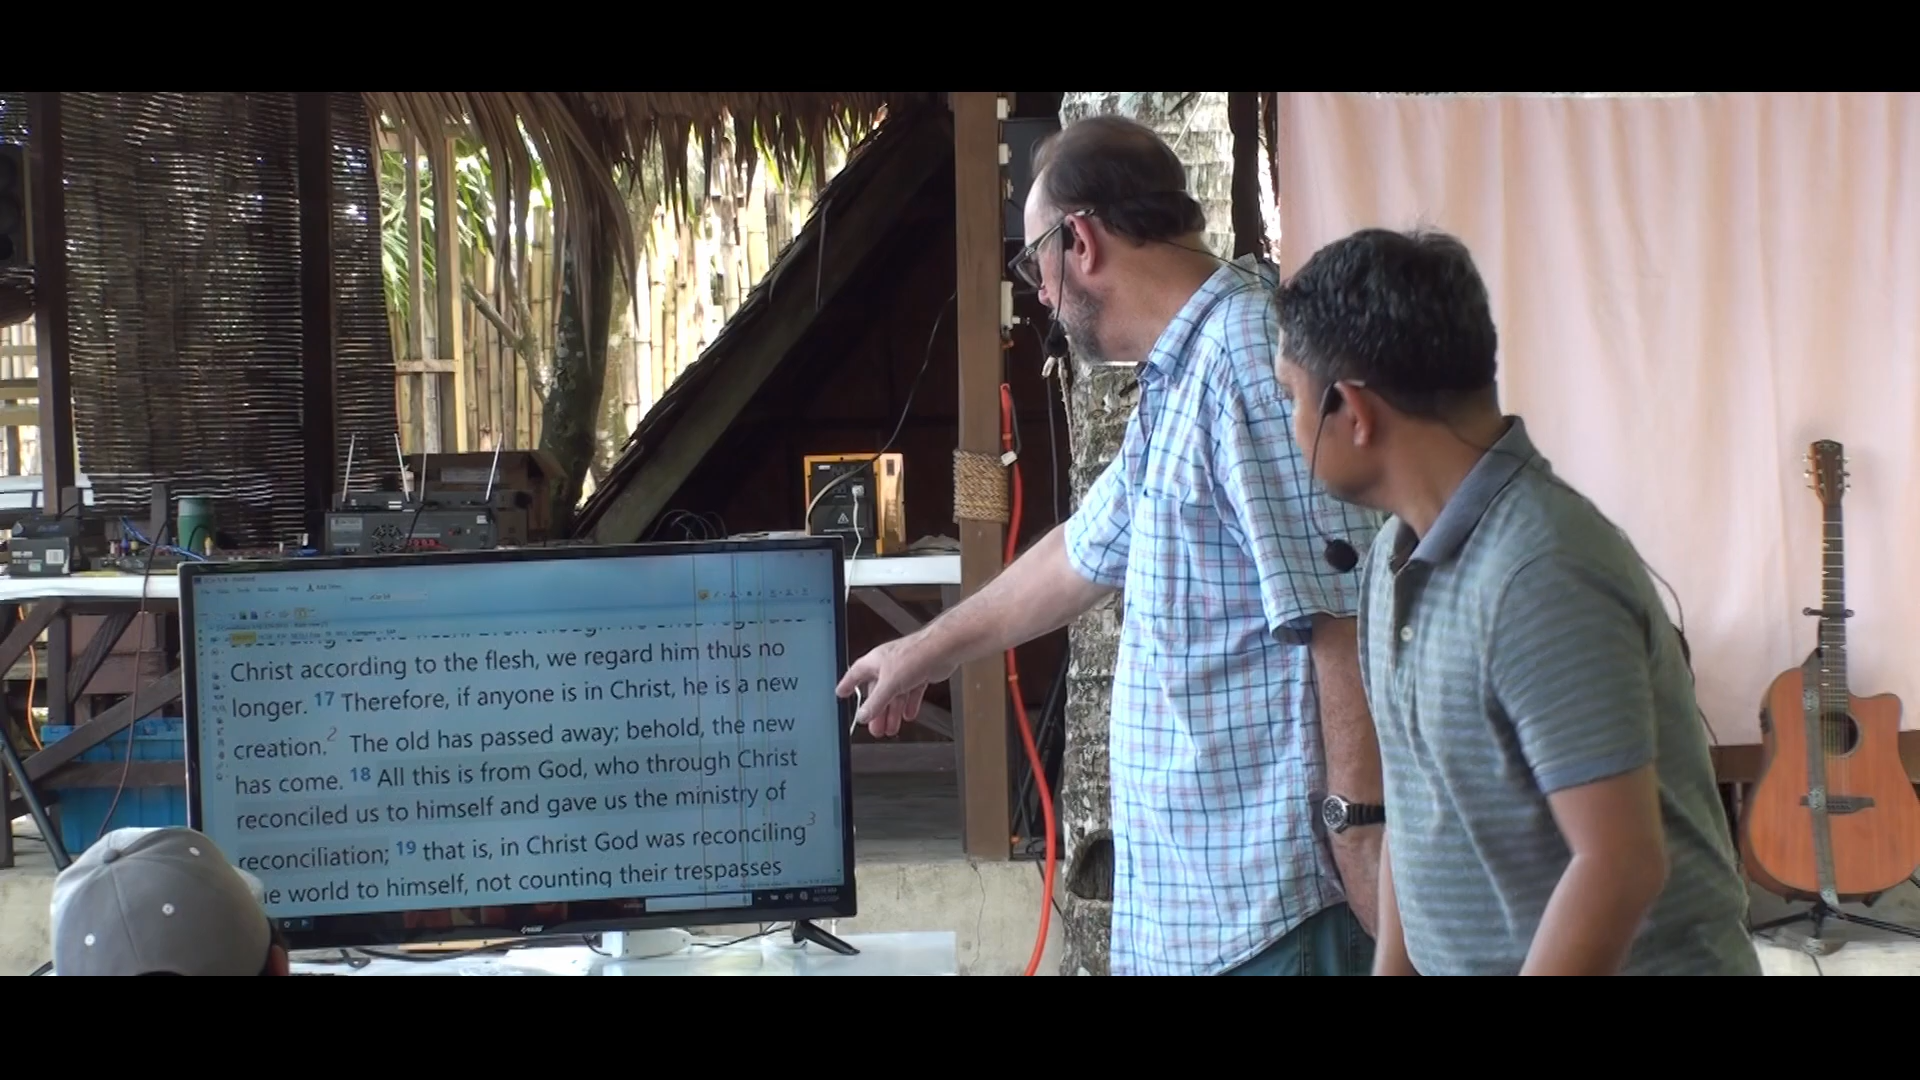 Christ according to the flesh, we regard him thus no
longer. 17 Therefore, if anyone is in Christ, he is a new
creation.2 The old has passed away; behold, the new
has come. 18 All this is from God, who through Christ
reconciled us to himself and gave us the ministry of
reconciliation; 19 that is, in Christ God was reconciling3
world to himself, not counting their trespasses